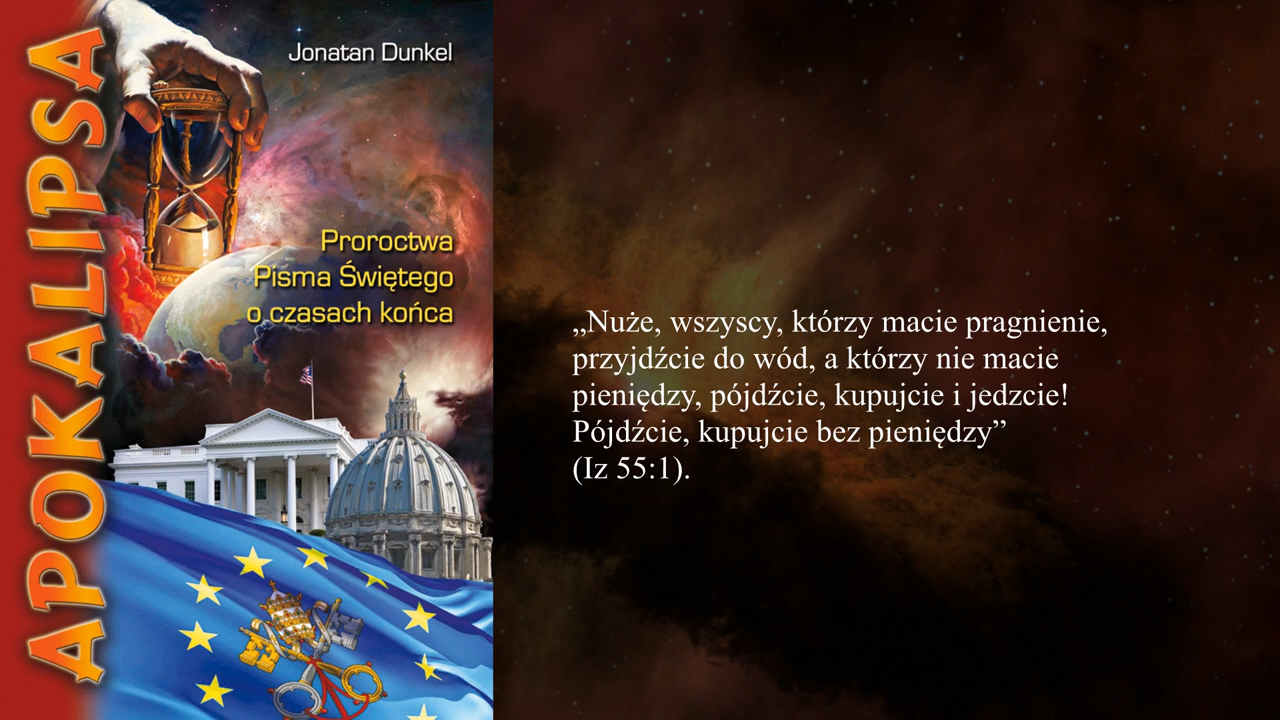 APOKALIPSA
Jonatan Dunkel
Proroctwa
Pisma Świętego
o czasach końca
„Nuże, wszyscy, którzy macie pragnienie,
przyjdźcie do wód, a którzy nie macie
pieniędzy, pójdźcie, kupujcie i jedzcie!
Pójdźcie, kupujcie bez pieniędzy”
(Iz 55:1).